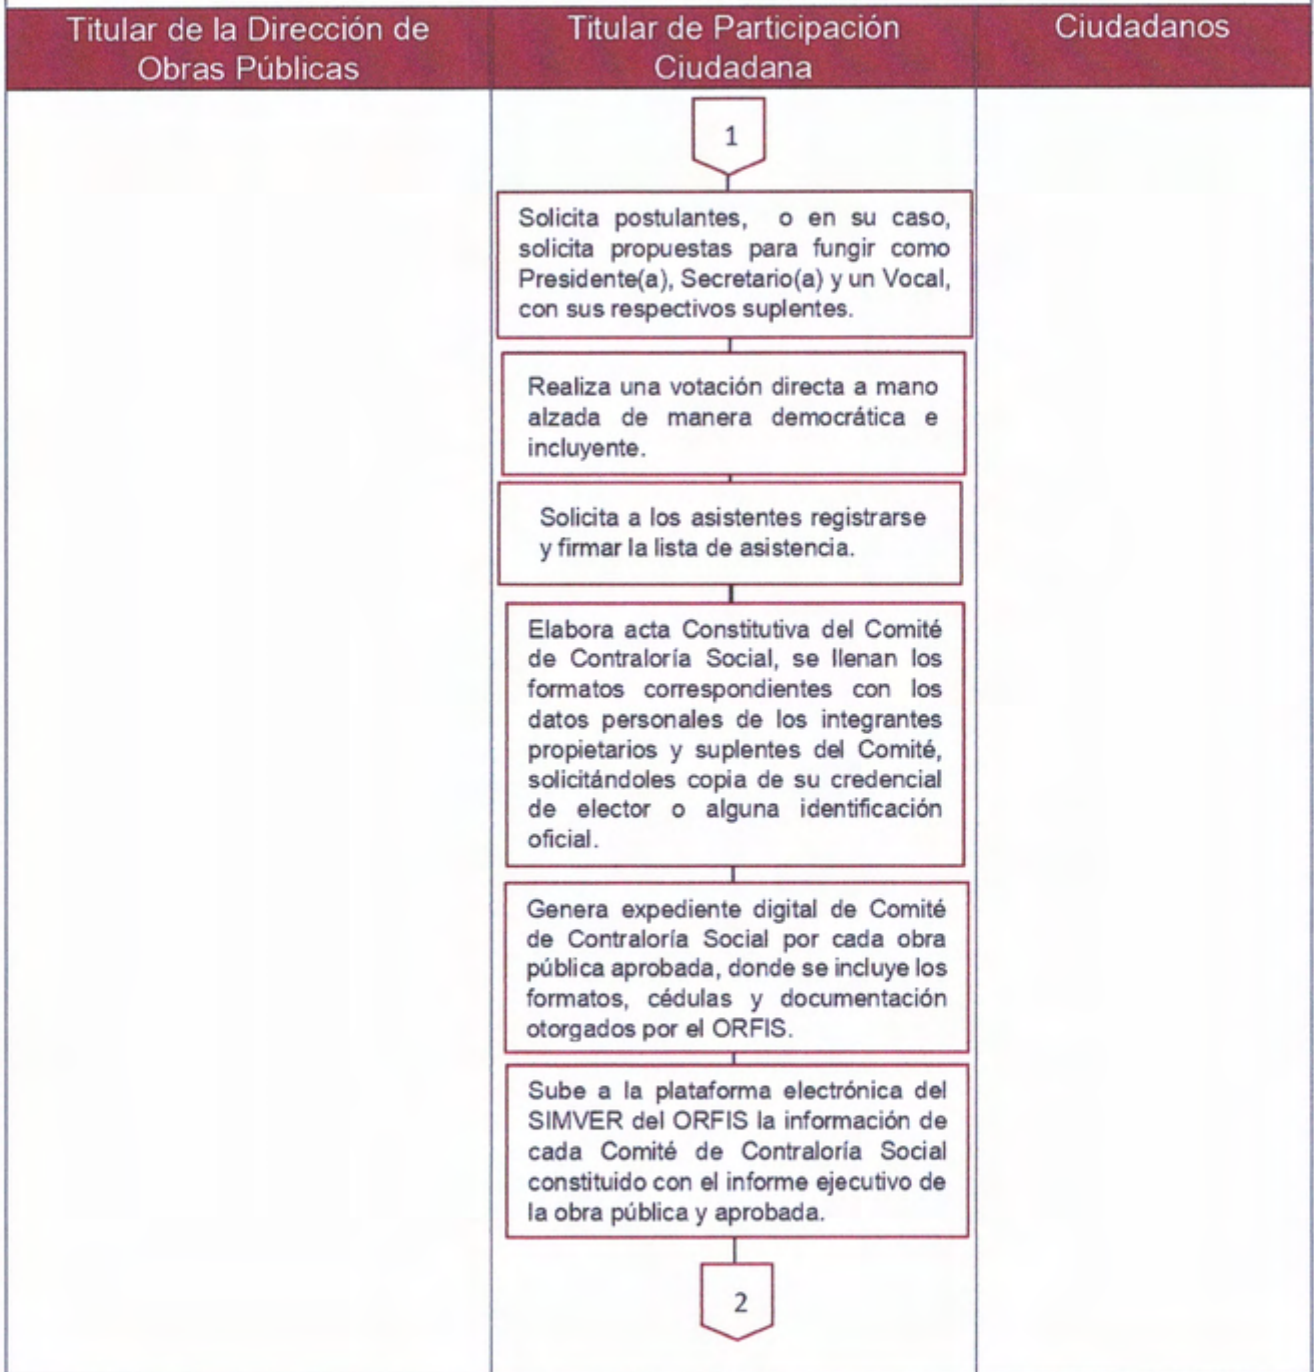 Titular de la Dirección de
Obras Públicas
Titular de Participación
Ciudadana
Ciudadanos
1
Solicita postulantes, o en su caso,
solicita propuestas para fungir como
Presidente(a), Secretario(a) y un Vocal,
con sus respectivos suplentes.
Realiza una votación directa a mano
alzada de manera democrática e
incluyente.
Solicita a los asistentes registrarse
y firmar la lista de asistencia.
Elabora acta Constitutiva del Comité
de Contraloría Social, se llenan los
formatos correspondientes con los
datos personales de los integrantes
propietarios y suplentes del Comité,
solicitándoles copia de su credencial
de elector o alguna identificación
oficial.
Genera expediente digital de Comité
de Contraloría Social por cada obra
pública aprobada, donde se incluye los
formatos, cédulas y documentación
otorgados por el ORFIS.
Sube a la plataforma electrónica del
SIMVER del ORFIS la información de
cada Comité de Contraloría Social
constituido con el informe ejecutivo de
la obra pública y aprobada.
2